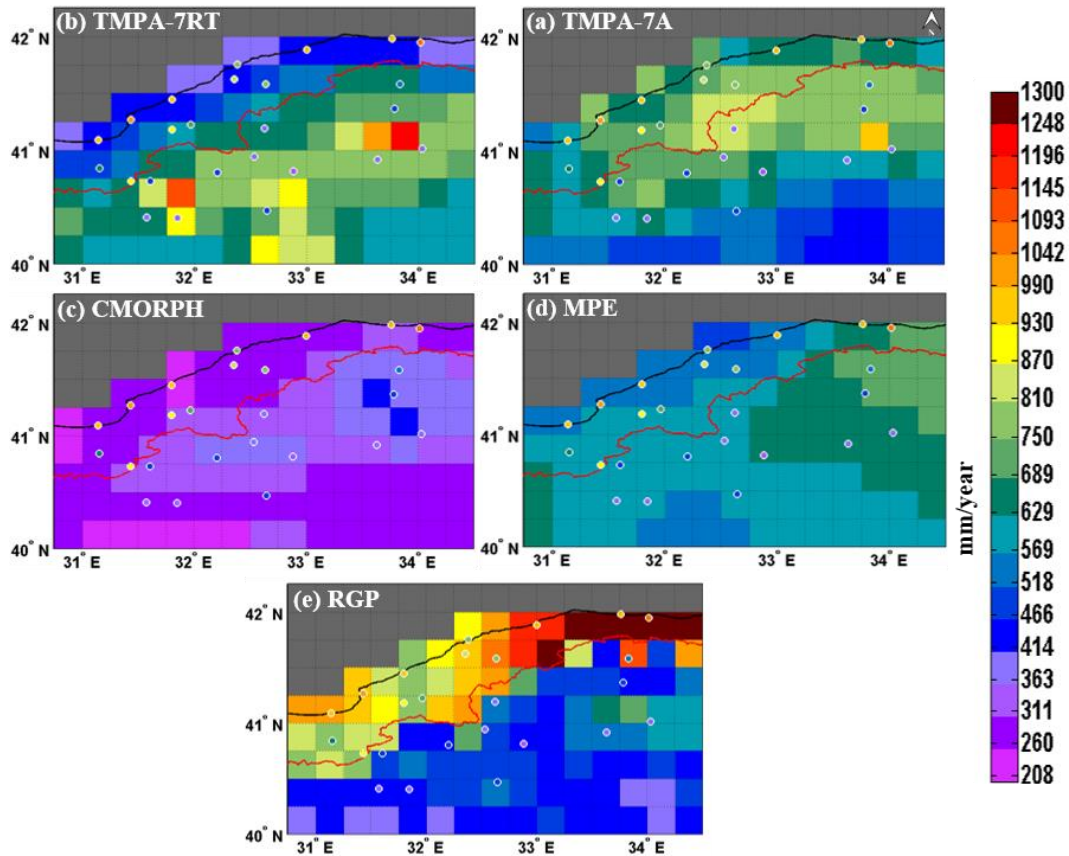 (b) TMPA-7RT
42° N
41° N
40° N
31° E
32° E
33° E
34° E
(a) TMPA-7A
42° N
41° N
40° N
31° E
32° E
33° E
34° E
(c) CMORPH
42° N
41° N
40° N
31° E
32° E
33° E
34° E
(d) MPE
42° N
41° N
40° N
31° E
32° E
33° E
34° E
(e) RGP
42° N
41° N
40° N
31° E
32° E
33° E
34° E
mm/year
1300
1248
1196
1145
1093
1042
990
930
870
810
750
689
629
569
518
466
414
363
311
260
208